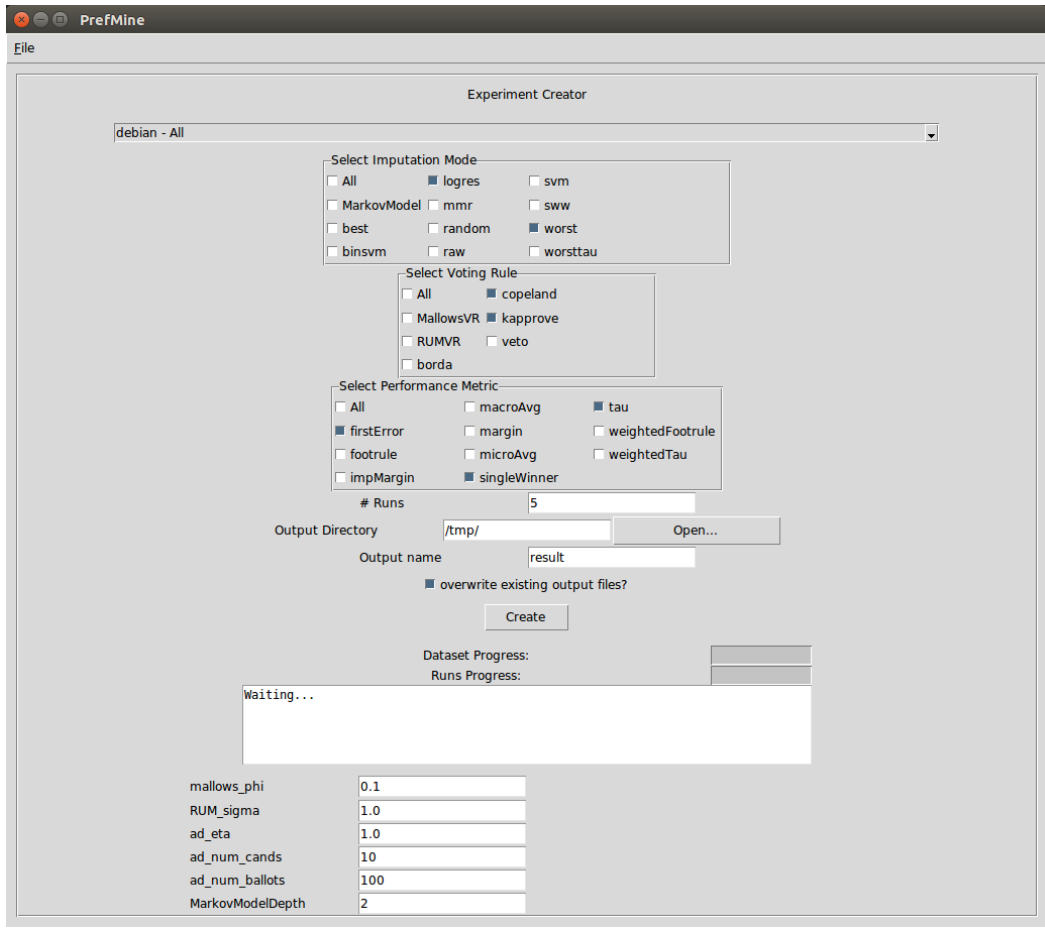 PrefMine
File
Experiment Creator
debian - All
Select Imputation Mode
All logres svm
MarkovModel mmr sww
best random worst
binsvm raw worsttau
Select Voting Rule
All copeland
MallowsVR kapprove
RUMVR veto
borda
Select Performance Metric
All macroAvg tau
firstError margin weightedFootrule
footrule microAvg weightedTau
impMargin singleWinner
# Runs 5
Output Directory /tmp/ Open...
Output name result
overwrite existing output files?
Create
Dataset Progress:
Runs Progress:
Waiting...
mallows_phi 0.1
RUM_sigma 1.0
ad_eta 1.0
ad_num_cands 10
ad_num_ballots 100
MarkovModelDepth 2